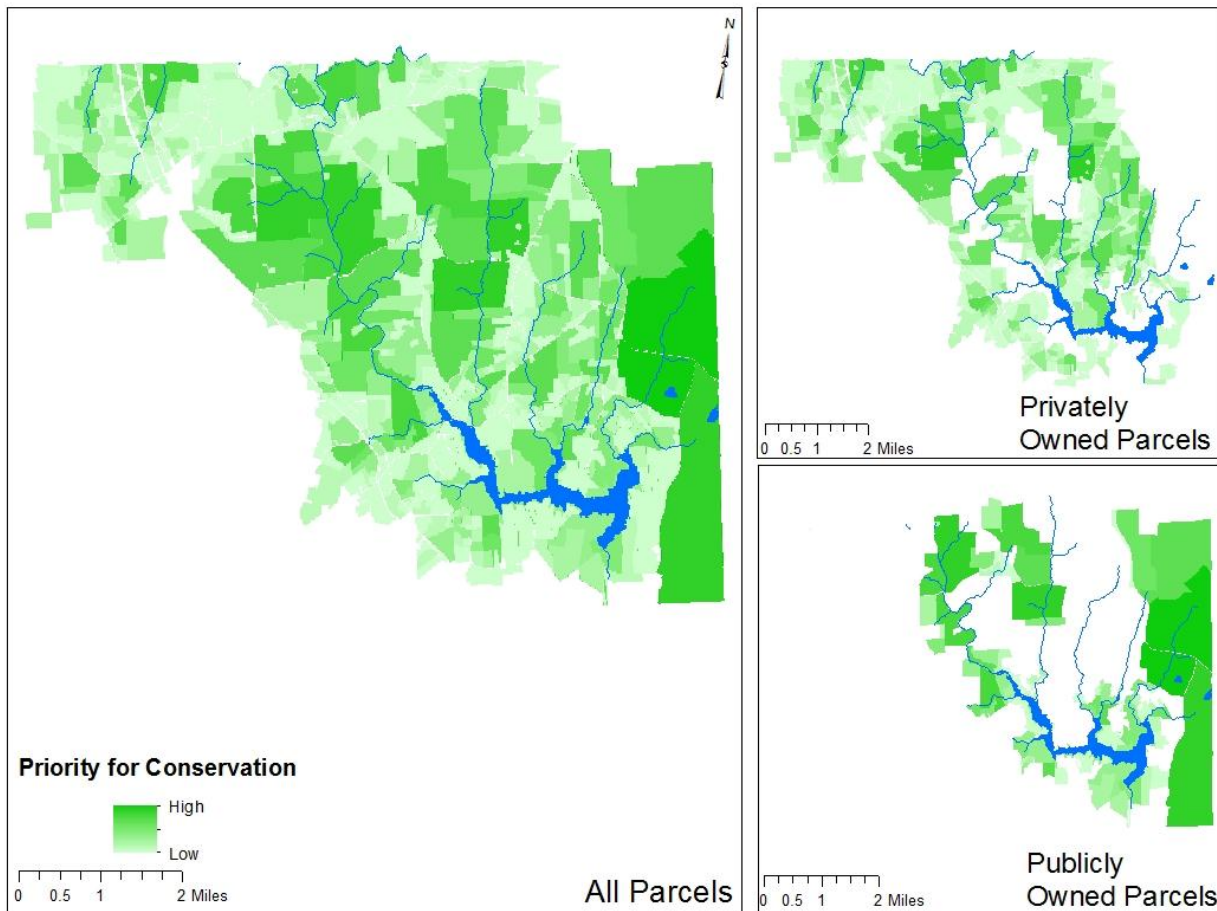 N
S
Priority for Conservation
High
Low
0 0.5 1 2 Miles
All Parcels
Privately
Owned Parcels
0 0.5 1 2 Miles
Publicly
Owned Parcels
0 0.5 1 2 Miles